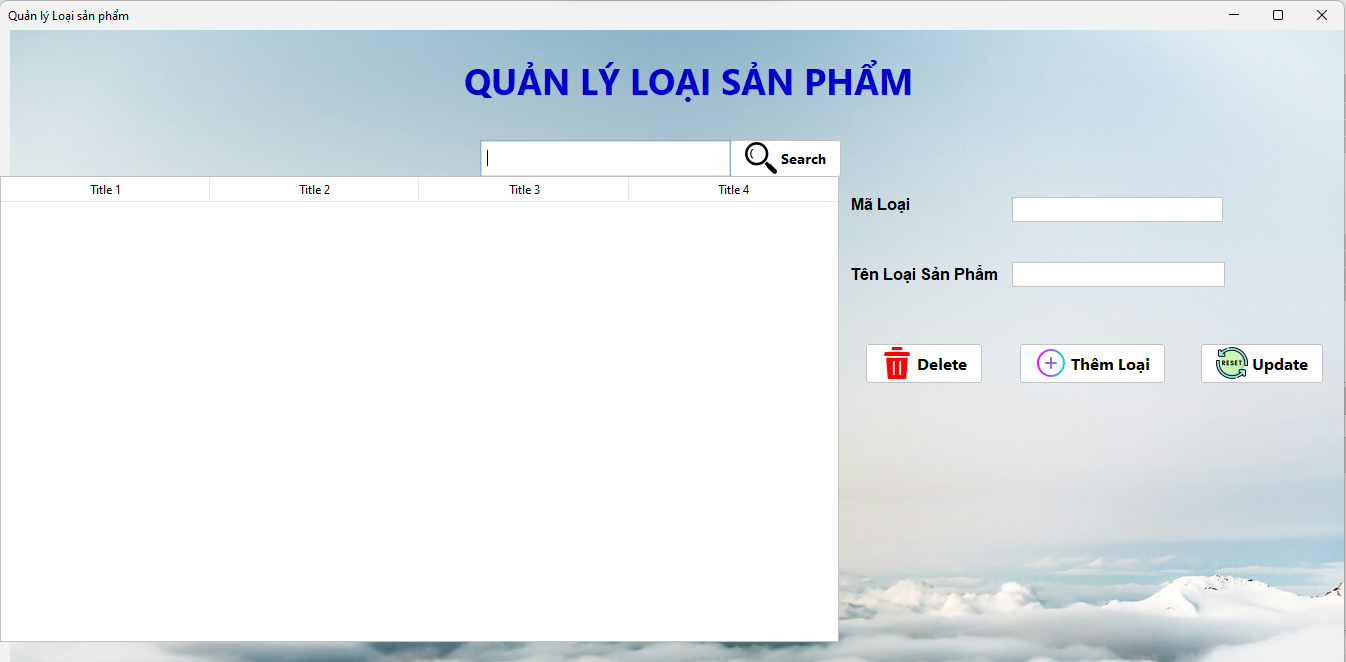 Quản lý Loại sản phẩm
QUẢN LÝ LOẠI SẢN PHẨM
Search
Title 1 Title 2 Title 3 Title 4
Mã Loại
Tên Loại Sản Phẩm
Delete RESET Thêm Loại Update